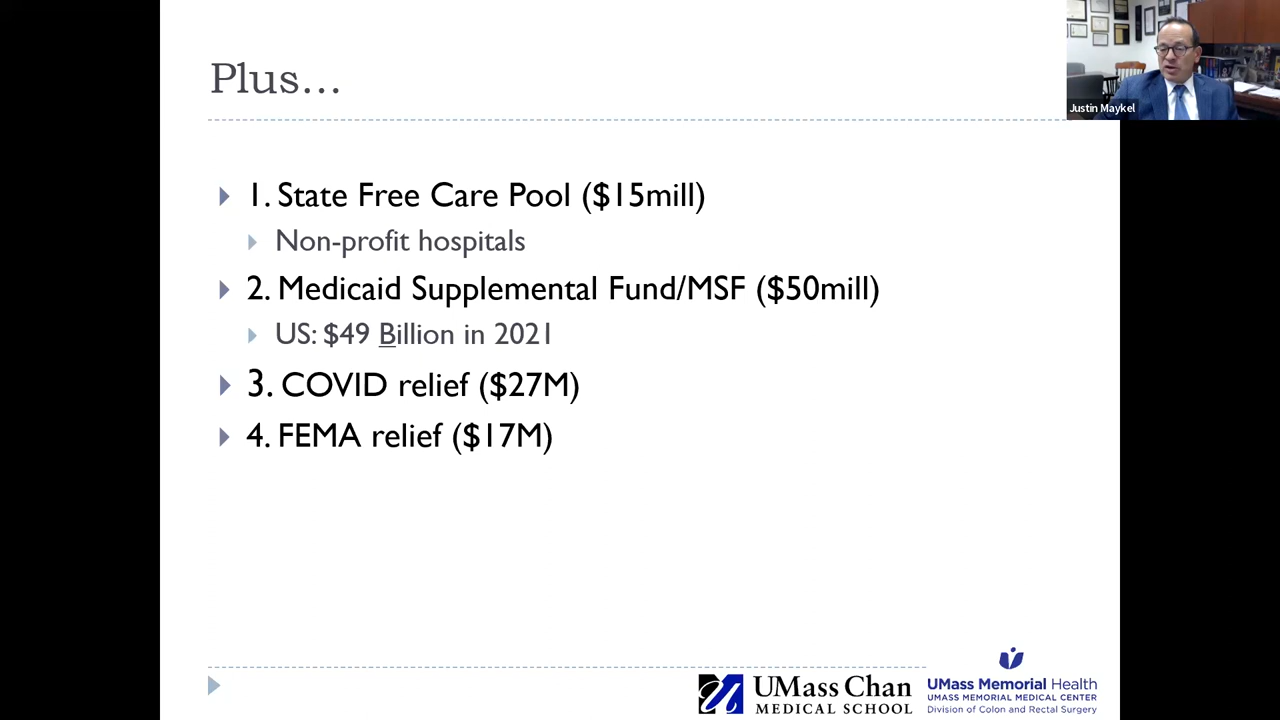 Plus...
1. State Free Care Pool ($15mill)
Non-profit hospitals
2. Medicaid Supplemental Fund/MSF ($50mill)
US: $49 Billion in 2021
3. COVID relief ($27M)
4. FEMA relief ($17M)
Justin Maykel
UMass Chan
MEDICAL SCHOOL
UMass Memorial Health
UMASS MEMORIAL MEDICAL CENTER
Division of Colon and Rectal Surgery